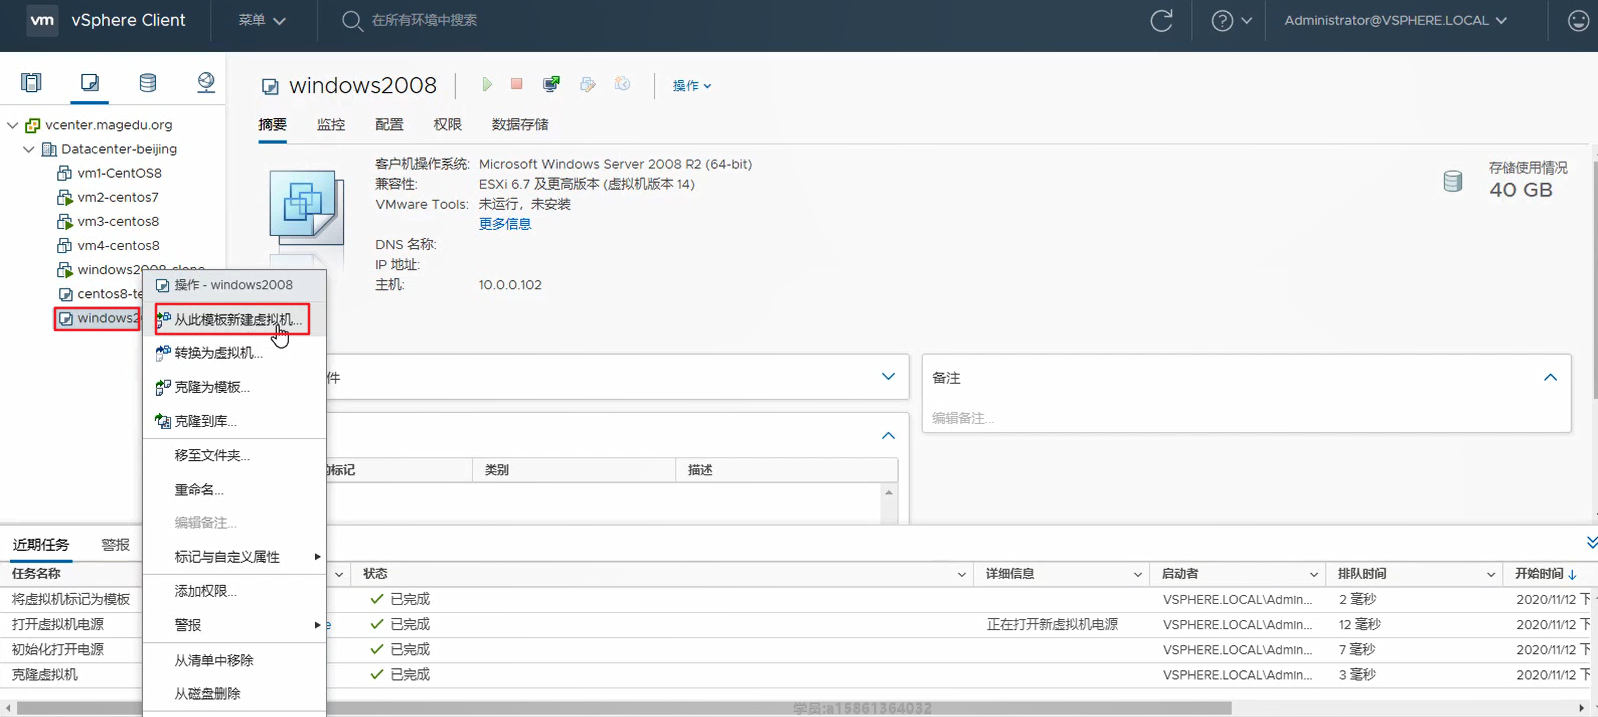 vm vSphere Client 菜单 在所有环境中搜索 Administrator@VSPHERE.LOCAL
windows2008 操作
摘要 监控 配置 权限 数据存储
vcenter.magedu.org
Datacenter-beijing
vm1-CentOS8
vm2-centos7
vm3-centos8
vm4-centos8
windows2008-clone
centos8-te
windows2
客户机操作系统: Microsoft Windows Server 2008 R2 (64-bit)
兼容性: ESXi 6.7 及更高版本 (虚拟机版本 14)
VMware Tools: 未运行，未安装
更多信息
DNS 名称:
IP 地址:
主机: 10.0.0.102
存储使用情况
40 GB
操作 - windows2008
从此模板新建虚拟机...
转换为虚拟机...
克隆为模板...
克隆到库...
移至文件夹...
重命名...
编辑备注...
标记与自定义属性
添加权限...
警报
从清单中移除
从磁盘删除
件
备注
编辑备注...
的标记 类别 描述
近期任务 警报
任务名称 状态 详细信息 启动者 排队时间 开始时间
将虚拟机标记为模板 已完成 VSPHERE.LOCAL\Admin... 2 毫秒 2020/11/12 下
打开虚拟机电源 e 已完成 正在打开新虚拟机电源 VSPHERE.LOCAL\Admin... 12 毫秒 2020/11/12 下
初始化打开电源 已完成 VSPHERE.LOCAL\Admin... 7 毫秒 2020/11/12 下
克隆虚拟机 已完成 VSPHERE.LOCAL\Admin... 3 毫秒 2020/11/12 下
学员:a15861364032